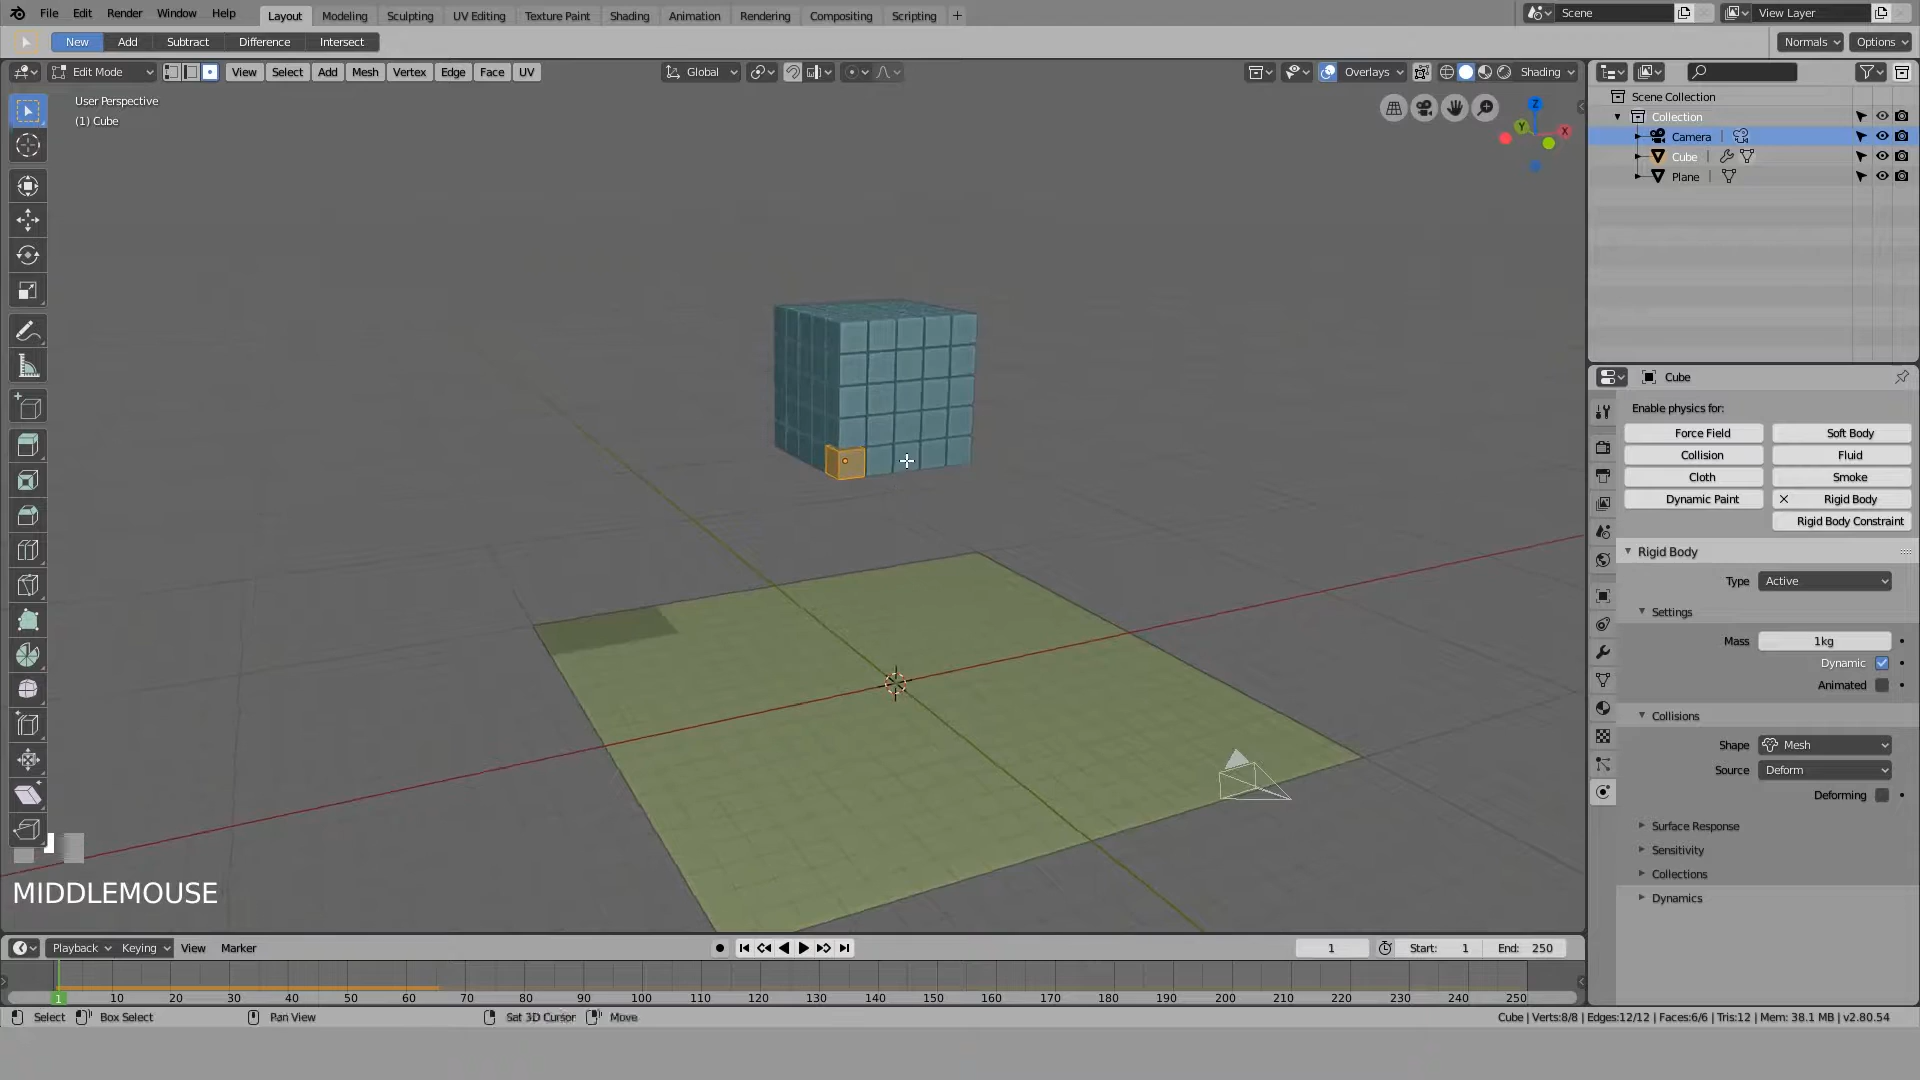 File Edit Render Window Help Layout Modeling Sculpting UV Editing Texture Paint Shading Animation Rendering Compositing Scripting + Scene View Layer
New Add Subtract Difference Intersect Normals Options
Edit Mode View Select Add Mesh Vertex Edge Face UV Global Overlays Shading
User Perspective
(1) Cube
Z
Y
X
Scene Collection
Collection
Camera
Cube
Plane
Cube
Enable physics for:
Force Field Soft Body
Collision Fluid
Cloth Smoke
Dynamic Paint Rigid Body
Rigid Body Constraint
Rigid Body
Type Active
Settings
Mass 1kg
Dynamic
Animated
Collisions
Shape Mesh
Source Deform
Deforming
Surface Response
Sensitivity
Collections
Dynamics
MIDDLEMOUSE
Playback Keying View Marker 1 Start: 1 End: 250
1 10 20 30 40 50 60 70 80 90 100 110 120 130 140 150 160 170 180 190 200 210 220 230 240 250
Select Box Select Pan View Set 3D Cursor Move Cube | Verts:8/8 | Edges:12/12 | Faces:6/6 | Tris:12 | Mem: 38.1 MB | v2.80.54